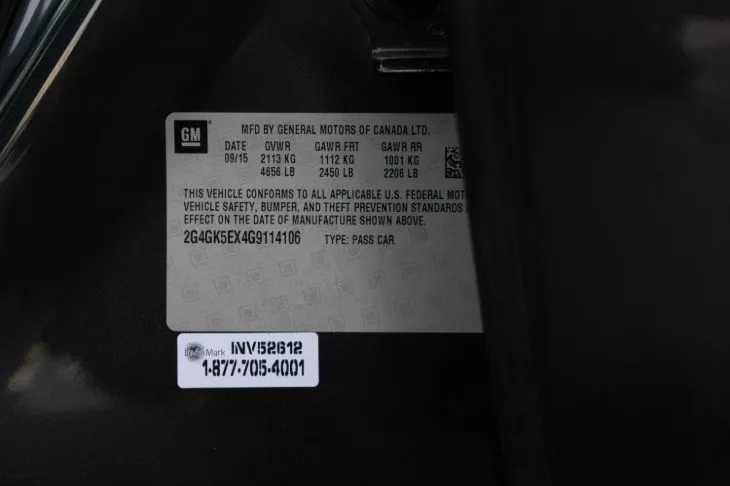 GM
MFD BY GENERAL MOTORS OF CANADA LTD.
DATE GVWR GAWR FRT GAWR RR
09/15 2113 KG 1112 KG 1001 KG
4656 LB 2450 LB 2206 LB
THIS VEHICLE CONFORMS TO ALL APPLICABLE U.S. FEDERAL MOT
VEHICLE SAFETY, BUMPER, AND THEFT PREVENTION STANDARDS
EFFECT ON THE DATE OF MANUFACTURE SHOWN ABOVE.
2G4GK5EX4G9114106 TYPE: PASS CAR
Mark INV52612
1-877-705-4001